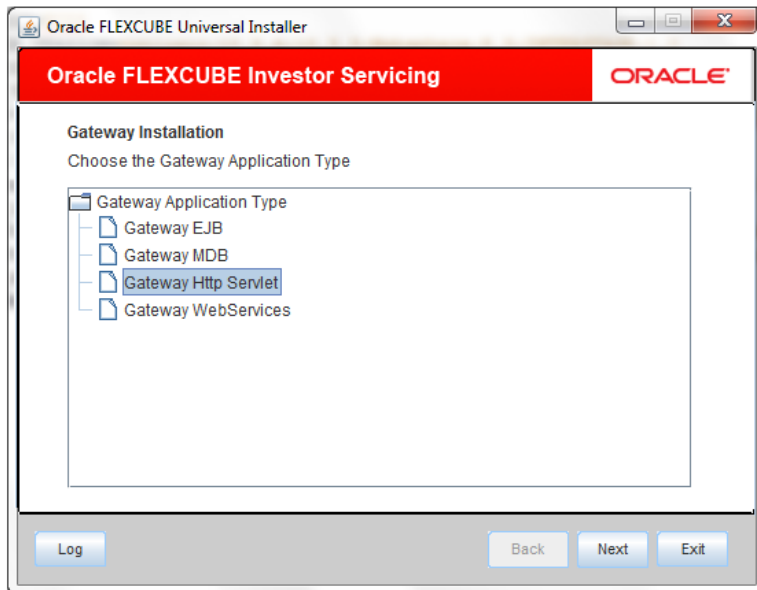 Oracle FLEXCUBE Universal Installer
Oracle FLEXCUBE Investor Servicing
ORACLE
Gateway Installation
Choose the Gateway Application Type
Gateway Application Type
Gateway EJB
Gateway MDB
Gateway Http Servlet
Gateway WebServices
Log Back Next Exit